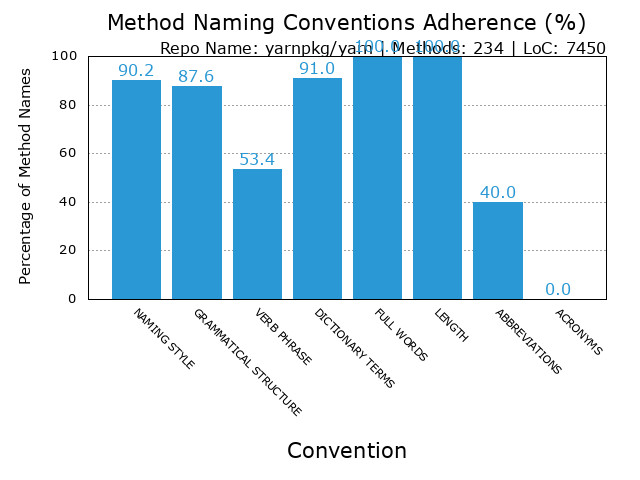 Method Naming Conventions Adherence (%)
Repo Name: yarnpkg/yarn | Methods: 234 | LoC: 7450
Percentage of Method Names
100
80
60
40
20
0
90.2
87.6
53.4
91.0
100.0
100.0
40.0
0.0
NAMING STYLE
GRAMMATICAL STRUCTURE
VERB PHRASE
DICTIONARY TERMS
FULL WORDS
LENGTH
ABBREVIATIONS
ACRONYMS
Convention